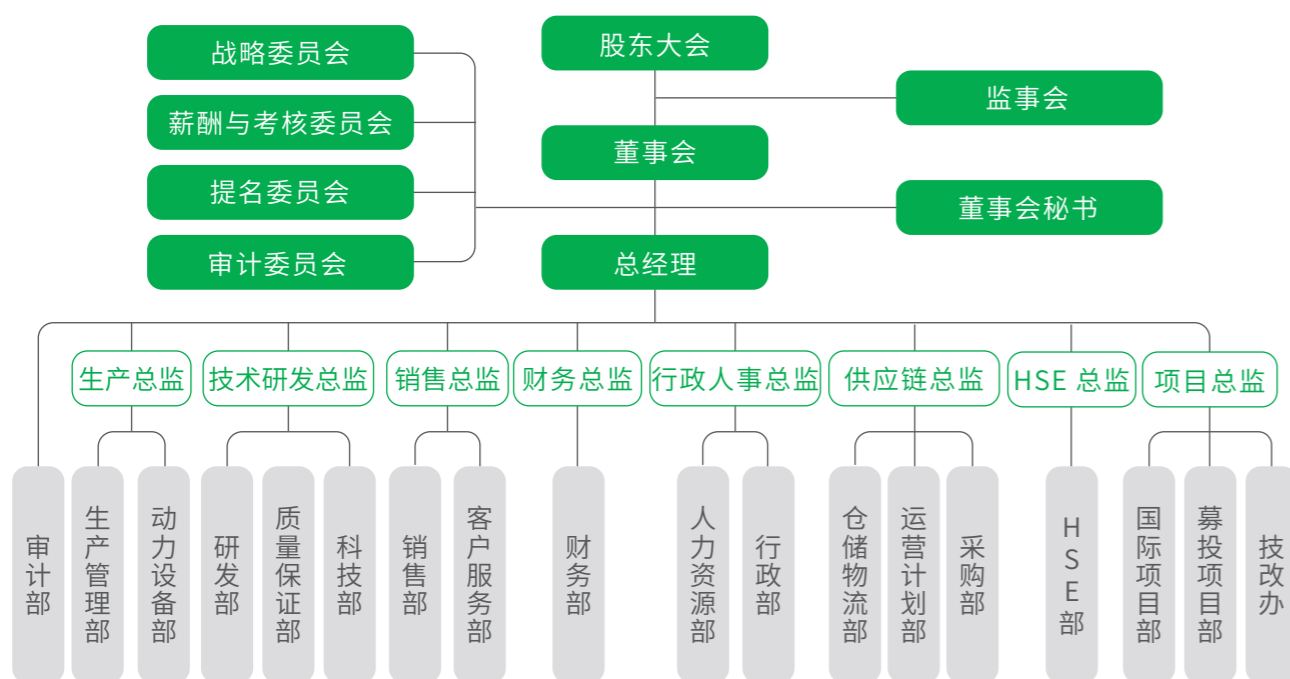 战略委员会
薪酬与考核委员会
提名委员会
审计委员会
股东大会
监事会
董事会
董事会秘书
总经理
生产总监
技术研发总监
销售总监
财务总监
行政人事总监
供应链总监
HSE 总监
项目总监
审计部
生产管理部
动力设备部
研发部
质量保证部
科技部
销售部
客户服务部
财务部
人力资源部
行政部
仓储物流部
运营计划部
采购部
HSE部
国际项目部
募投项目部
技改办